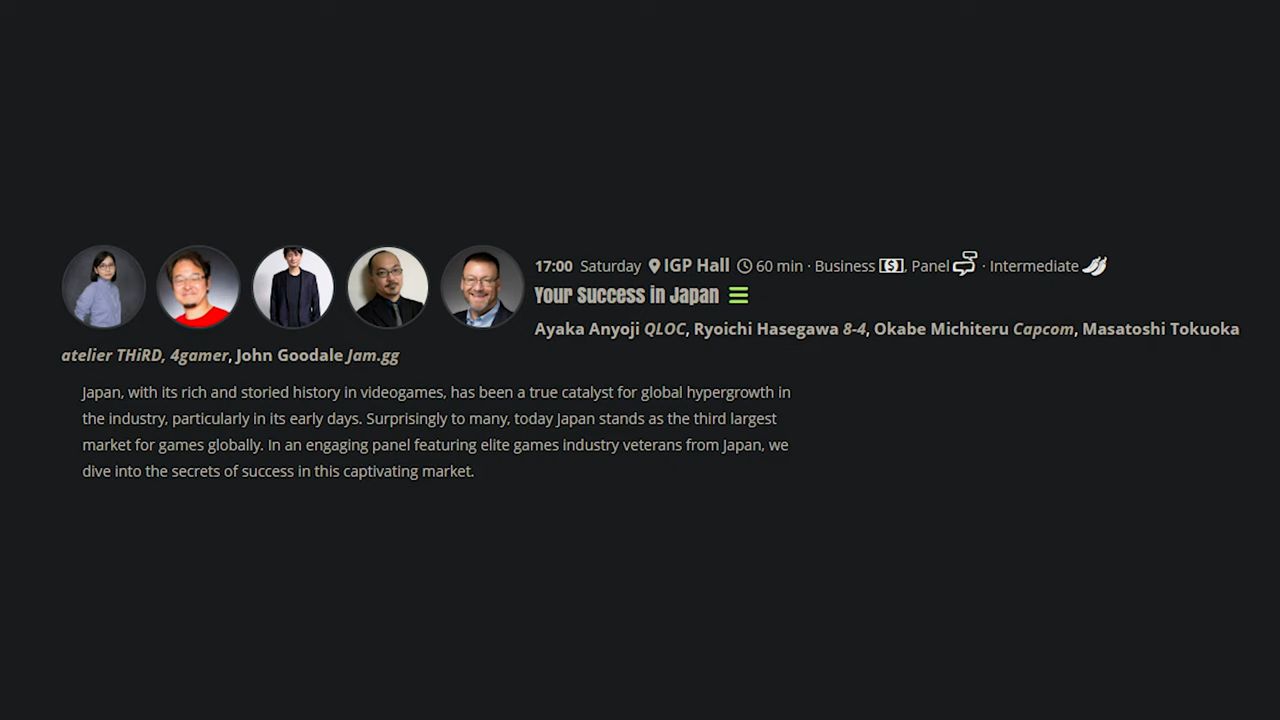 17:00 Saturday IGP Hall 60 min · Business $, Panel · Intermediate
Your Success in Japan
Ayaka Anyoji QLOC, Ryoichi Hasegawa 8-4, Okabe Michiteru Capcom, Masatoshi Tokuoka
atelier THiRD, 4gamer, John Goodale Jam.gg
Japan, with its rich and storied history in videogames, has been a true catalyst for global hypergrowth in
the industry, particularly in its early days. Surprisingly to many, today Japan stands as the third largest
market for games globally. In an engaging panel featuring elite games industry veterans from Japan, we
dive into the secrets of success in this captivating market.